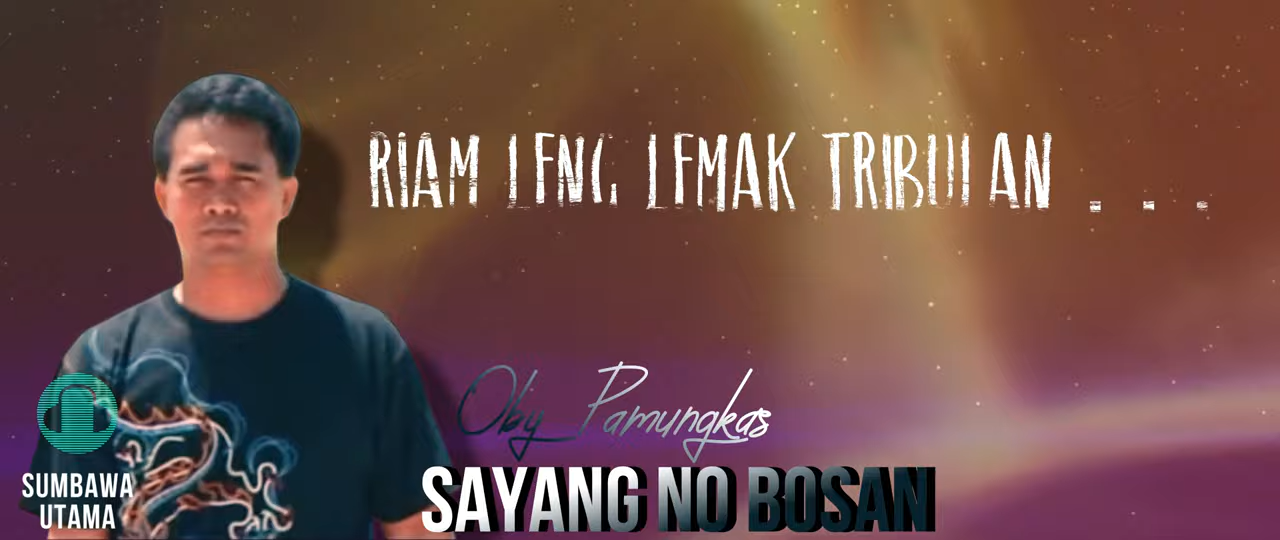 RIAM LENG LEMAK TRIBULAN . . .
Oby Pamungkas
SAYANG NO BOSAN
SUMBAWA
UTAMA